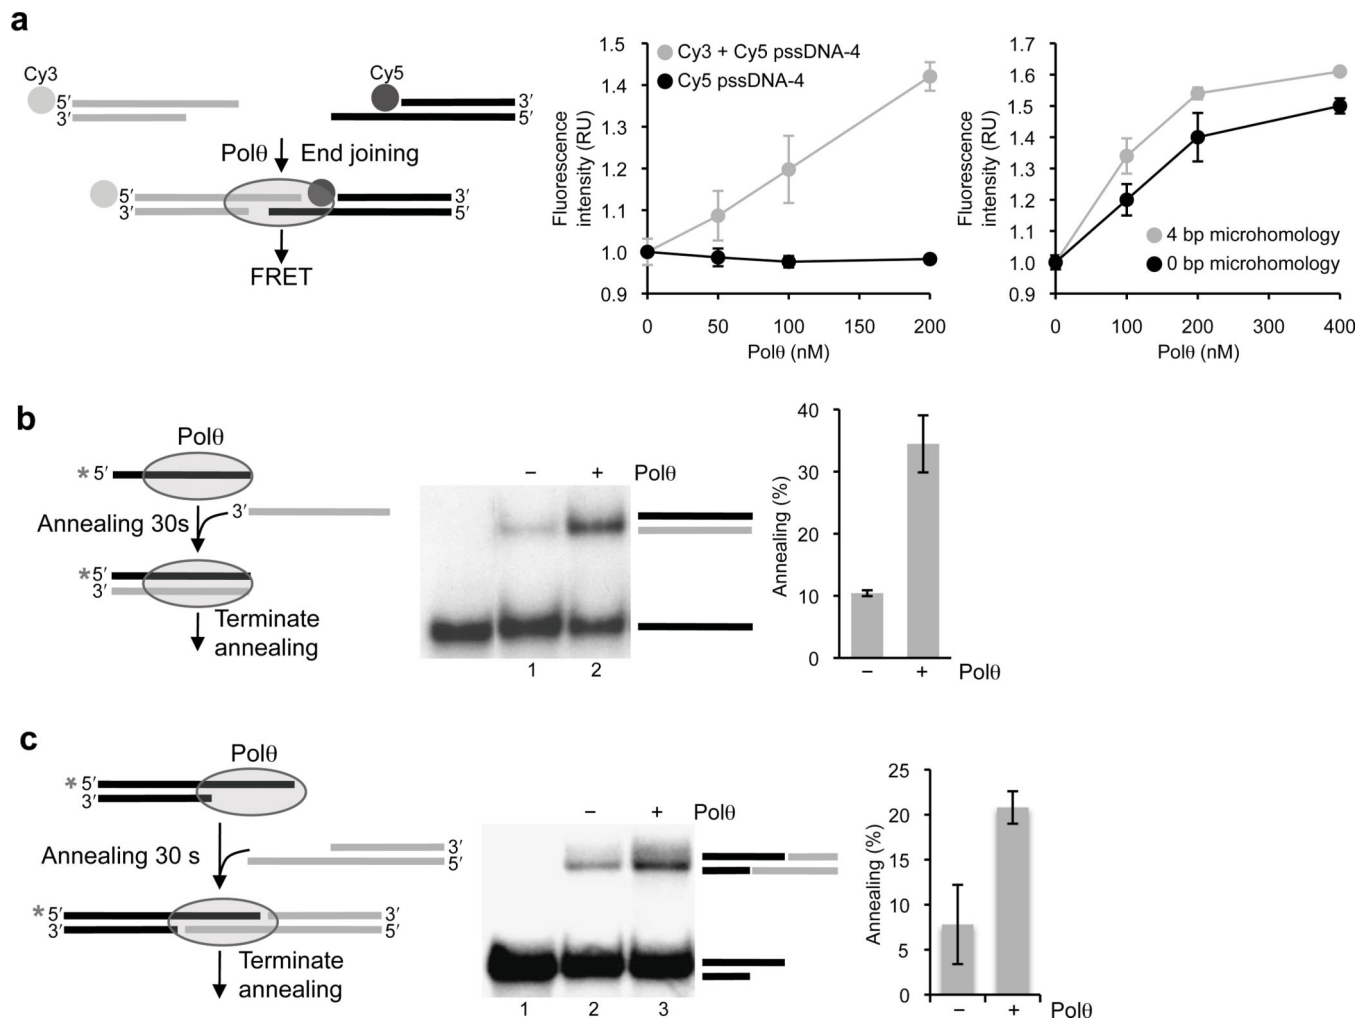 a
Cy3
5′
3′
Cy5
3′
5′
Polθ
End joining
5′
3′
3′
5′
FRET
Fluorescence
intensity (RU)
1.5
1.4
1.3
1.2
1.1
1.0
0.9
Cy3 + Cy5 pssDNA-4
Cy5 pssDNA-4
0 50 100 150 200
Polθ (nM)
Fluorescence
intensity (RU)
1.7
1.6
1.5
1.4
1.3
1.2
1.1
1.0
0.9
4 bp microhomology
0 bp microhomology
0 100 200 300 400
Polθ (nM)
b
Polθ
* 5′
Annealing 30s
3′
* 5′
3′
Terminate
annealing
− + Polθ
1 2
Annealing (%)
40
30
20
10
0
− + Polθ
c
Polθ
* 5′
3′
Annealing 30 s
3′
5′
* 5′
3′
3′
5′
Terminate
annealing
− + Polθ
1 2 3
Annealing (%)
25
20
15
10
5
0
− + Polθ